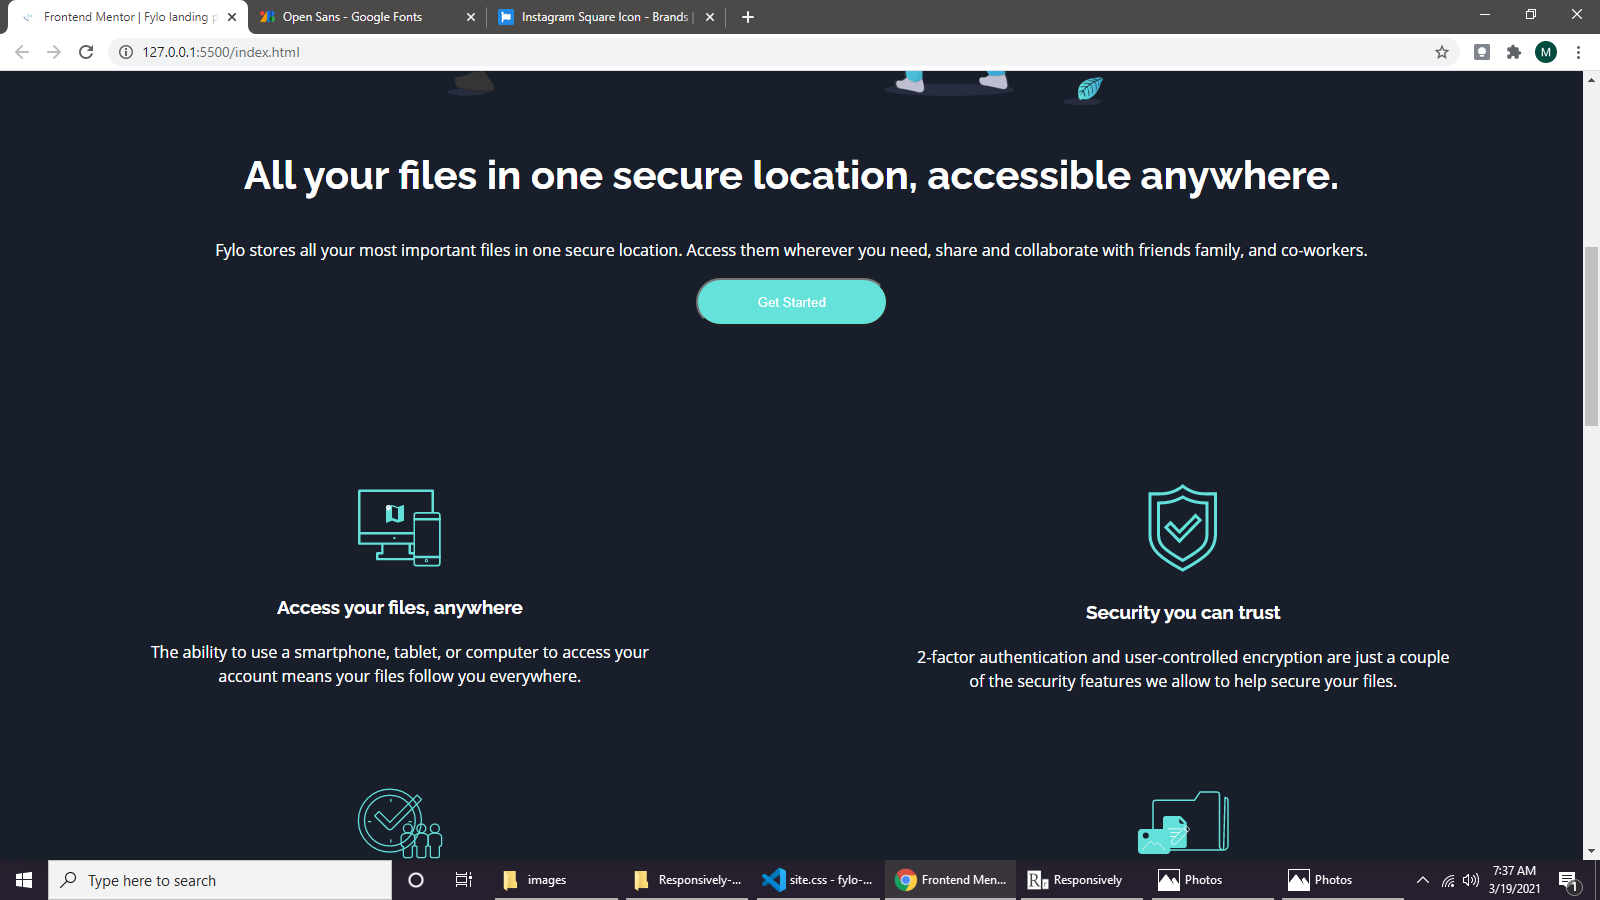 Frontend Mentor | Fylo landing p
Open Sans - Google Fonts
Instagram Square Icon - Brands |
127.0.0.1:5500/index.html
M
All your files in one secure location, accessible anywhere.
Fylo stores all your most important files in one secure location. Access them wherever you need, share and collaborate with friends family, and co-workers.
Get Started
Access your files, anywhere
The ability to use a smartphone, tablet, or computer to access your
account means your files follow you everywhere.
Security you can trust
2-factor authentication and user-controlled encryption are just a couple
of the security features we allow to help secure your files.
Type here to search
images
Responsively-...
site.css - fylo-...
Frontend Men...
Responsively
Photos
Photos
7:37 AM
3/19/2021
1